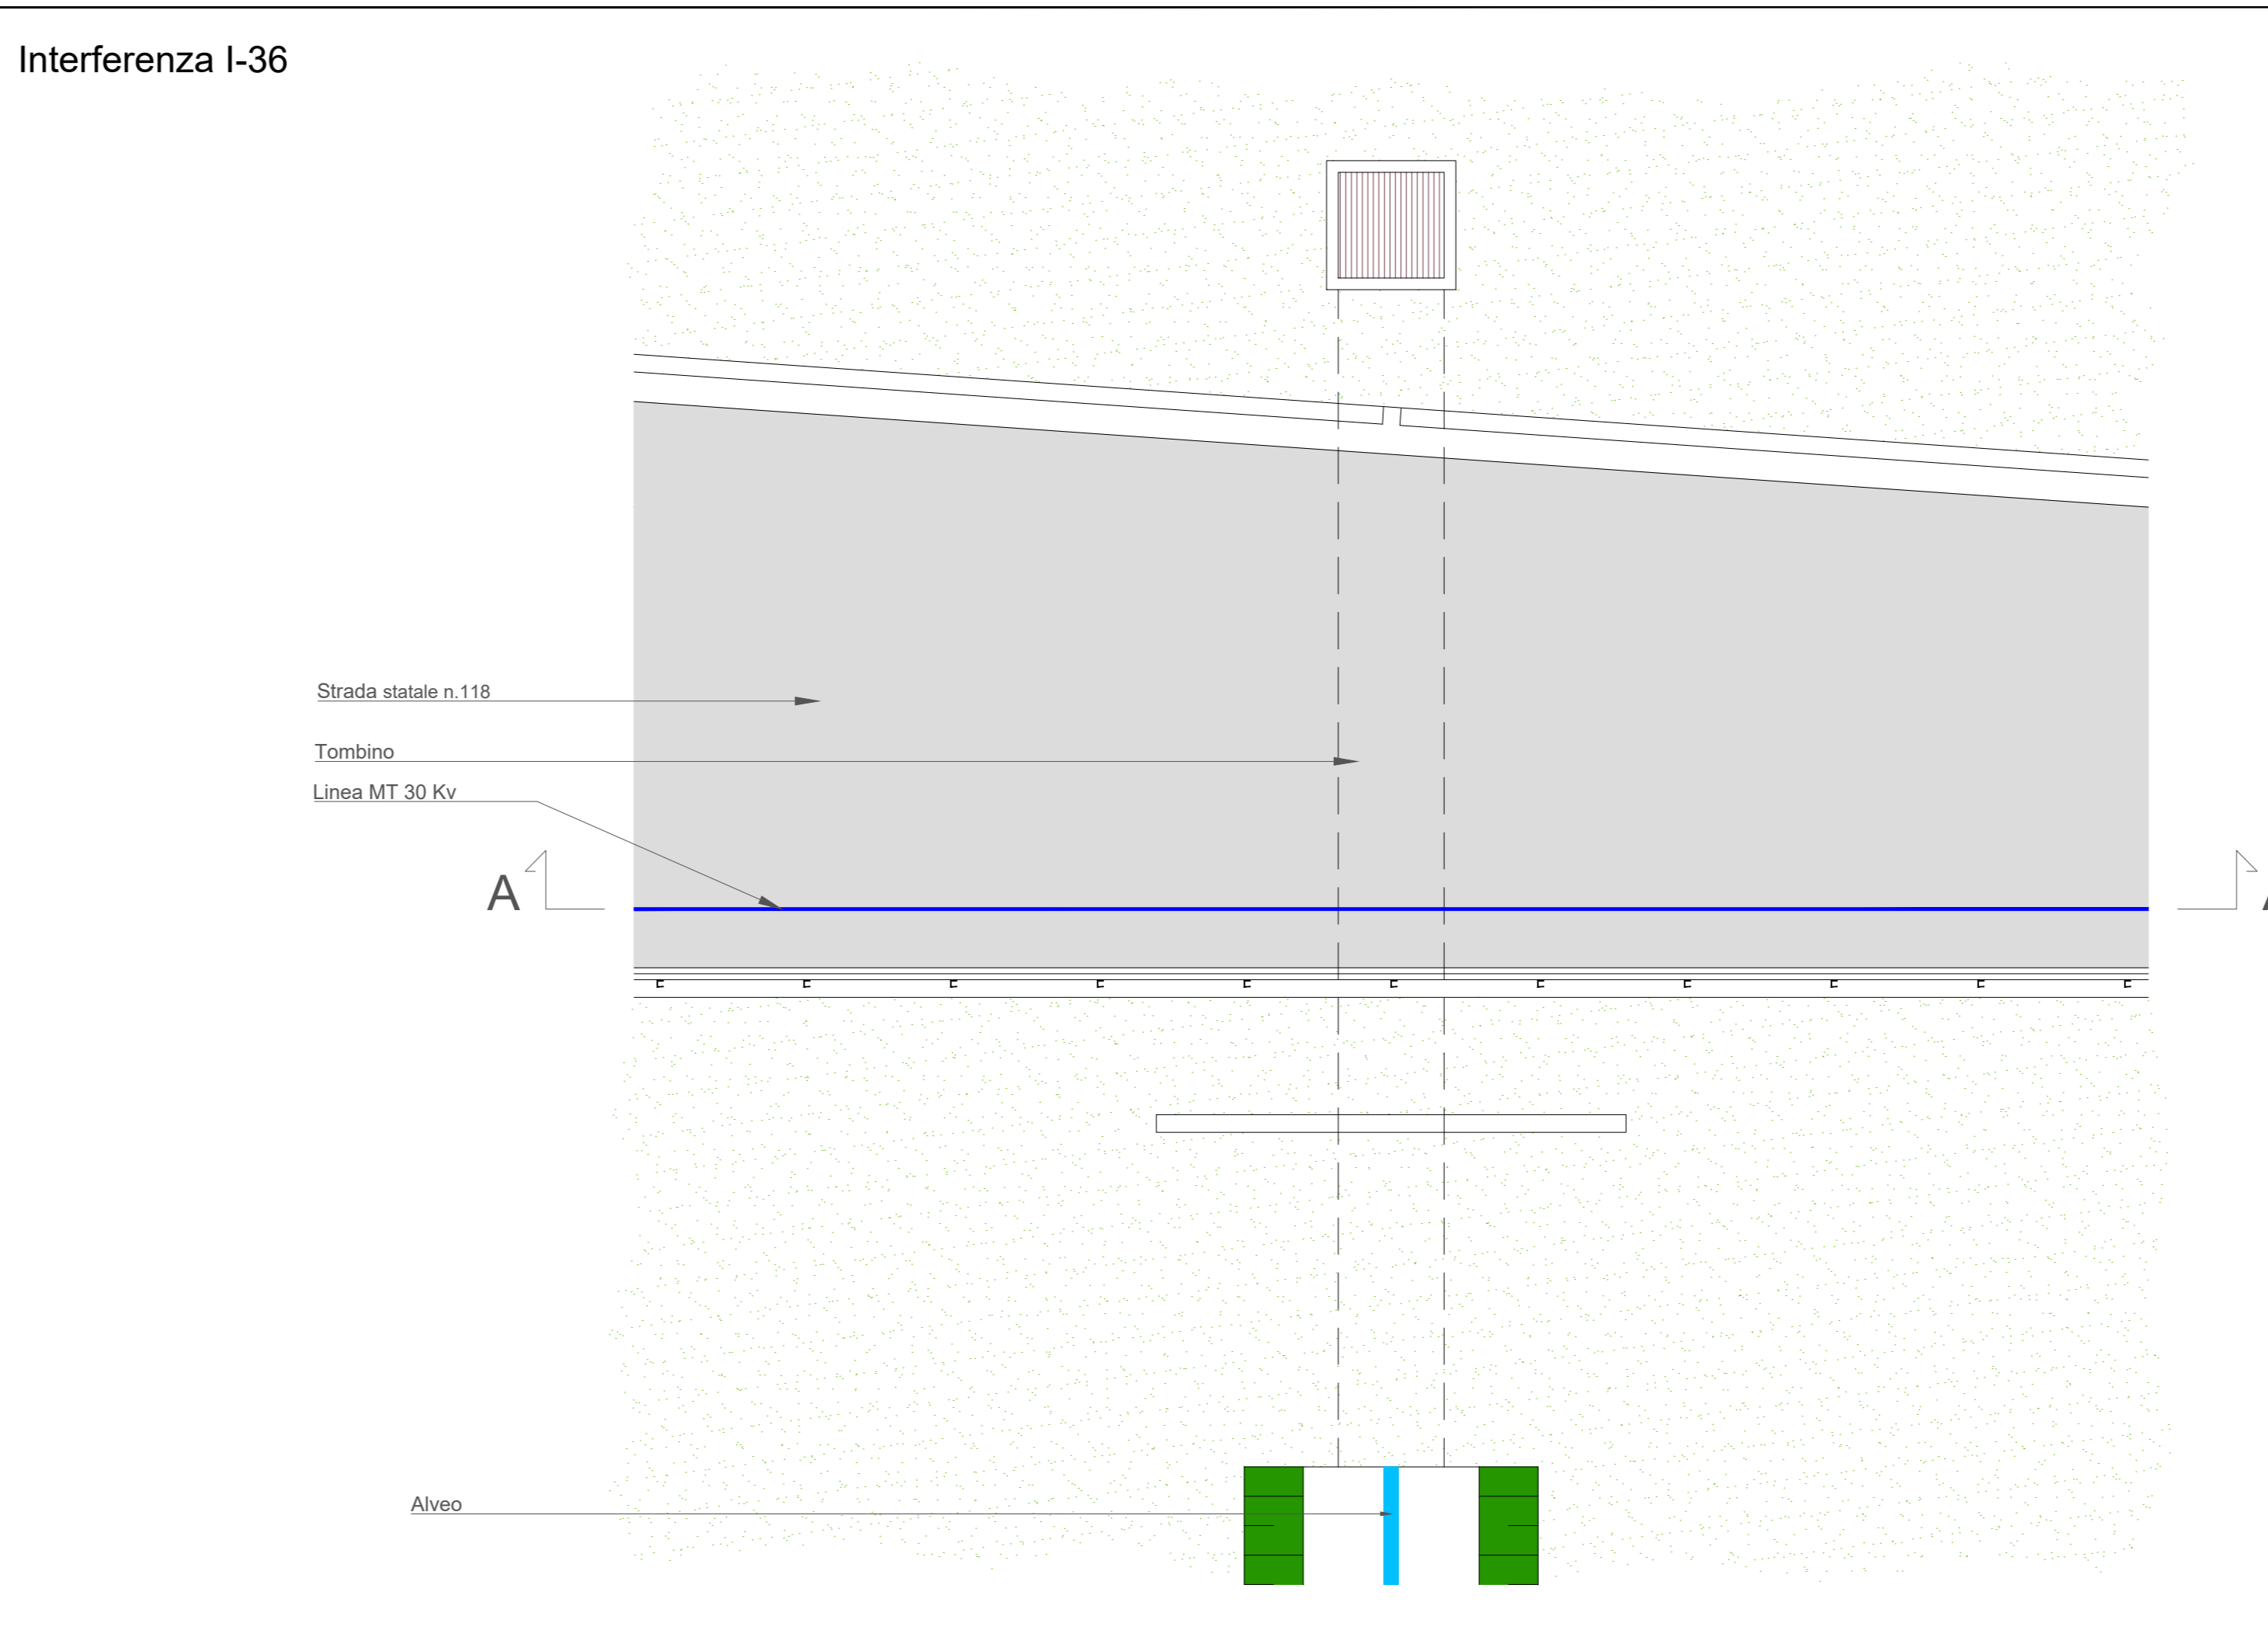 Interferenza I-36
Strada statale n.118
Tombino
Linea MT 30 Kv
A
Alveo